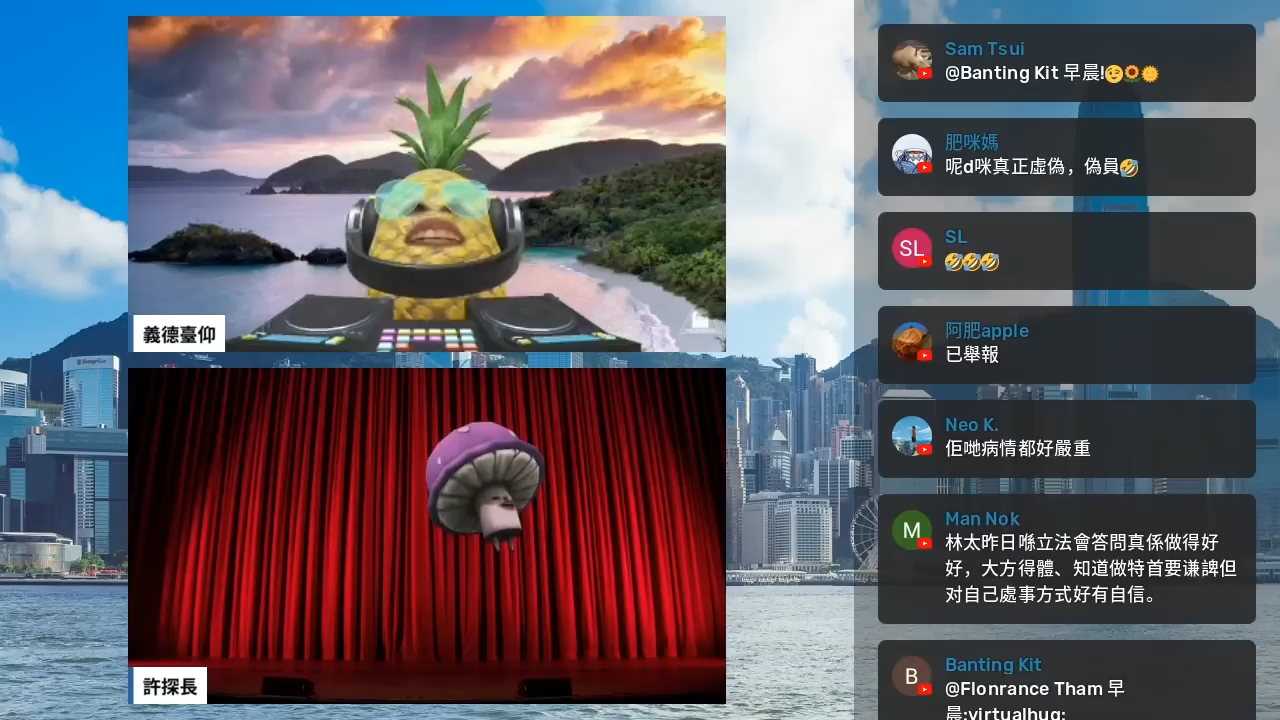 義德臺仰
許探長
Sam Tsui
@Banting Kit 早晨!😉🌻🌞
肥咪媽
呢d咪真正虛偽，偽員🤣
SL
SL
🤣🤣🤣
阿肥apple
已舉報
Neo K.
佢哋病情都好嚴重
M
Man Nok
林太昨日喺立法會答問真係做得好
好，大方得體、知道做特首要谦諀但
对自己處事方式好有自信。
B
Banting Kit
@Flonrance Tham 早
晨:virtualhug: